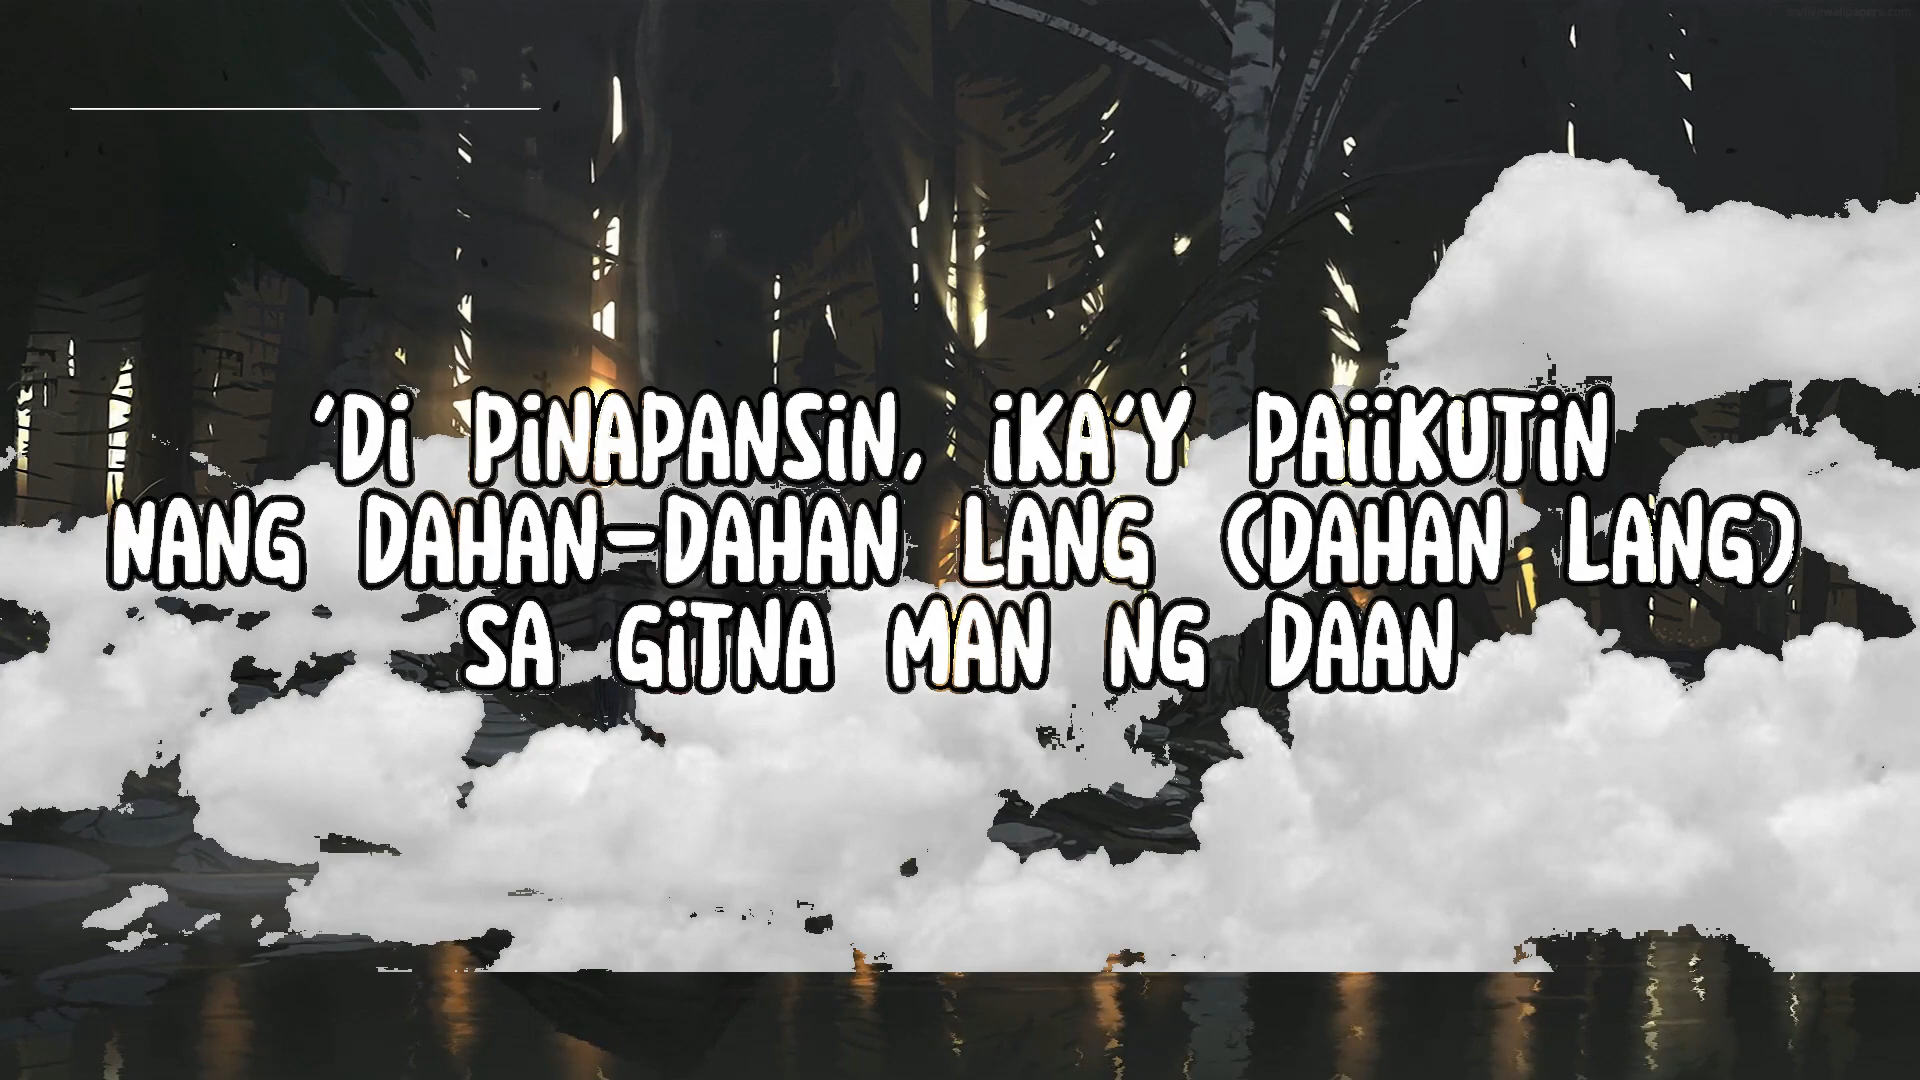 'Di PiNAPANSiN, iKA'Y PAiiKUTiN
NANG DAHAN-DAHAN LANG (DAHAN LANG)
SA GiTNA MAN NG DAAN